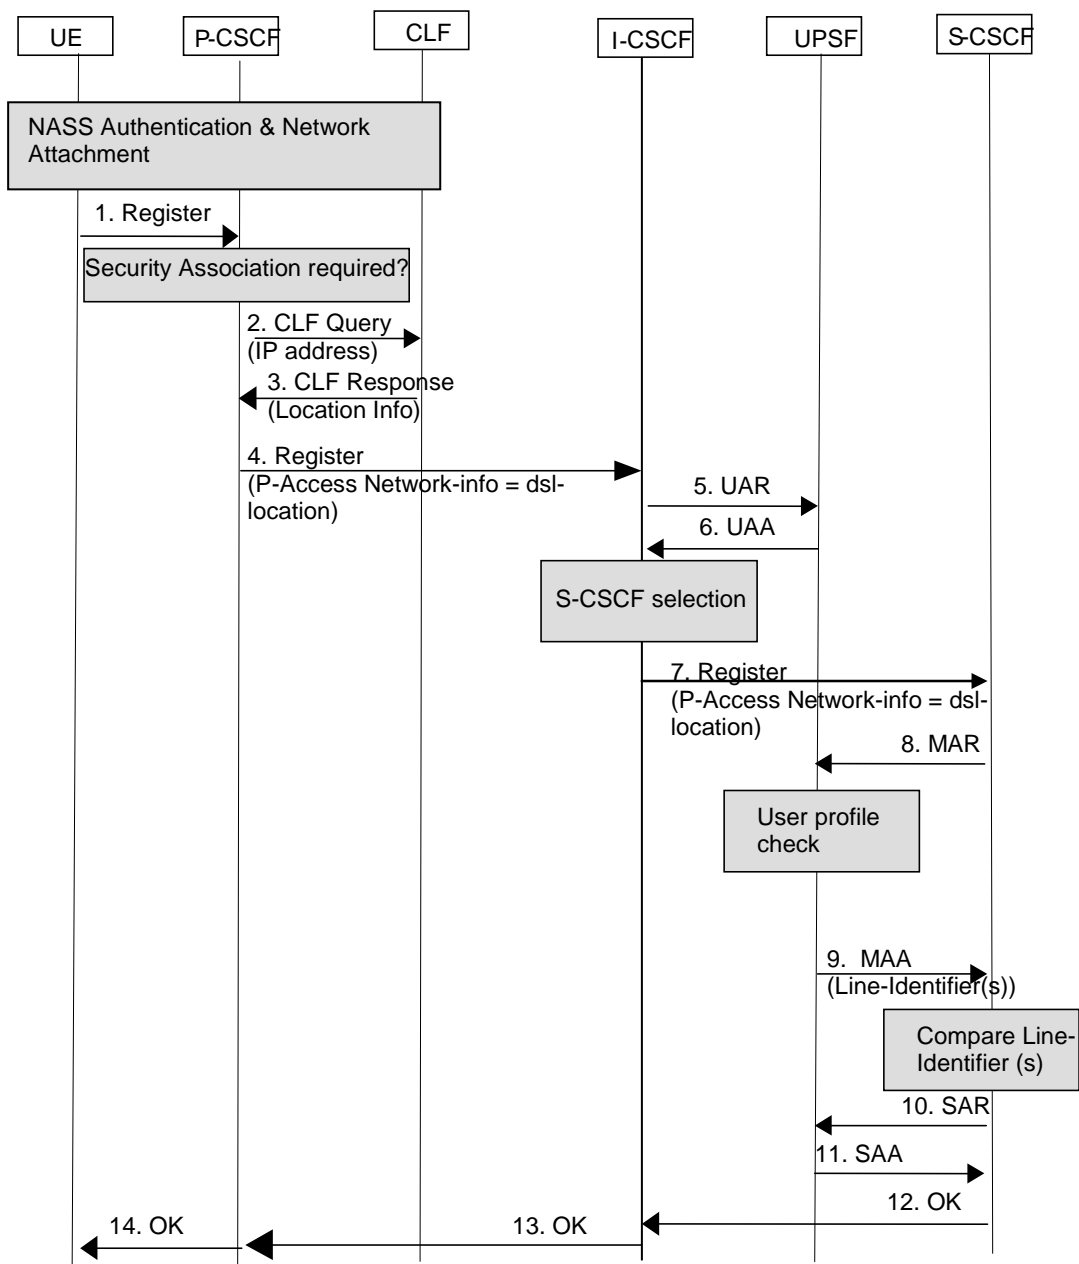 UE
P-CSCF
CLF
I-CSCF
UPSF
S-CSCF
NASS Authentication & Network
Attachment
1. Register
Security Association required?
2. CLF Query
(IP address)
3. CLF Response
(Location Info)
4. Register
(P-Access Network-info = dsl-
location)
5. UAR
6. UAA
S-CSCF selection
7. Register
(P-Access Network-info = dsl-
location)
8. MAR
User profile
check
9. MAA
(Line-Identifier(s))
Compare Line-
Identifier (s)
10. SAR
11. SAA
12. OK
13. OK
14. OK